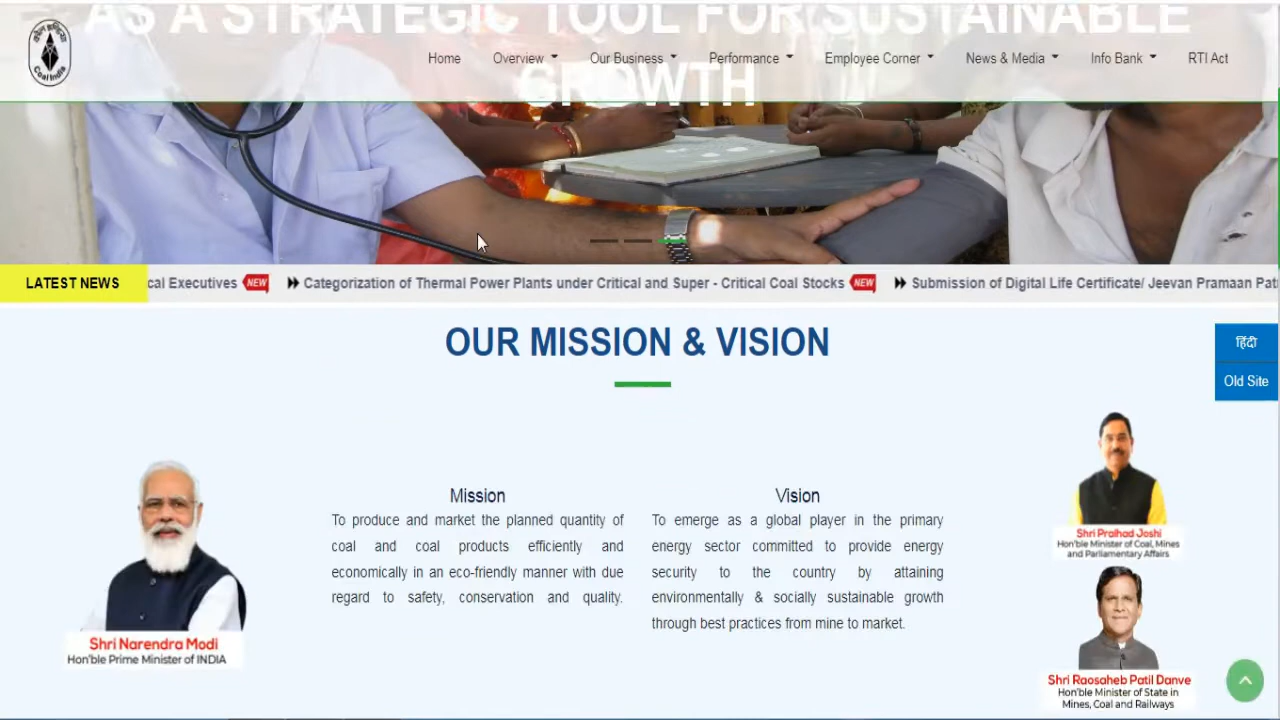 AS A STRATEGIC TOOL FOR SUSTAINABLE
GROWTH
कोल इण्डिया
Coal India
Home Overview Our Business Performance Employee Corner News & Media Info Bank RTI Act
LATEST NEWS cal Executives NEW Categorization of Thermal Power Plants under Critical and Super - Critical Coal Stocks NEW Submission of Digital Life Certificate/ Jeevan Pramaan Pat
OUR MISSION & VISION
हिंदी
Old Site
Mission
To produce and market the planned quantity of
coal and coal products efficiently and
economically in an eco-friendly manner with due
regard to safety, conservation and quality.
Vision
To emerge as a global player in the primary
energy sector committed to provide energy
security to the country by attaining
environmentally & socially sustainable growth
through best practices from mine to market.
Shri Narendra Modi
Hon'ble Prime Minister of INDIA
Shri Pralhad Joshi
Hon'ble Minister of Coal, Mines
and Parliamentary Affairs
Shri Raosaheb Patil Danve
Hon'ble Minister of State in
Mines, Coal and Railways